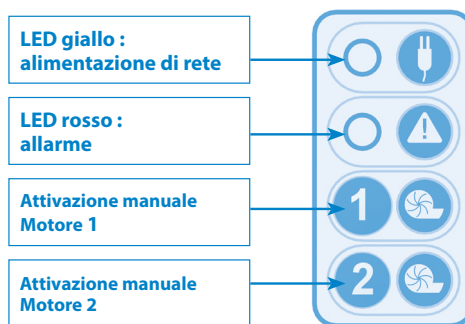 LED giallo :
alimentazione di rete
LED rosso :
allarme
Attivazione manuale
Motore 1
1
Attivazione manuale
Motore 2
2